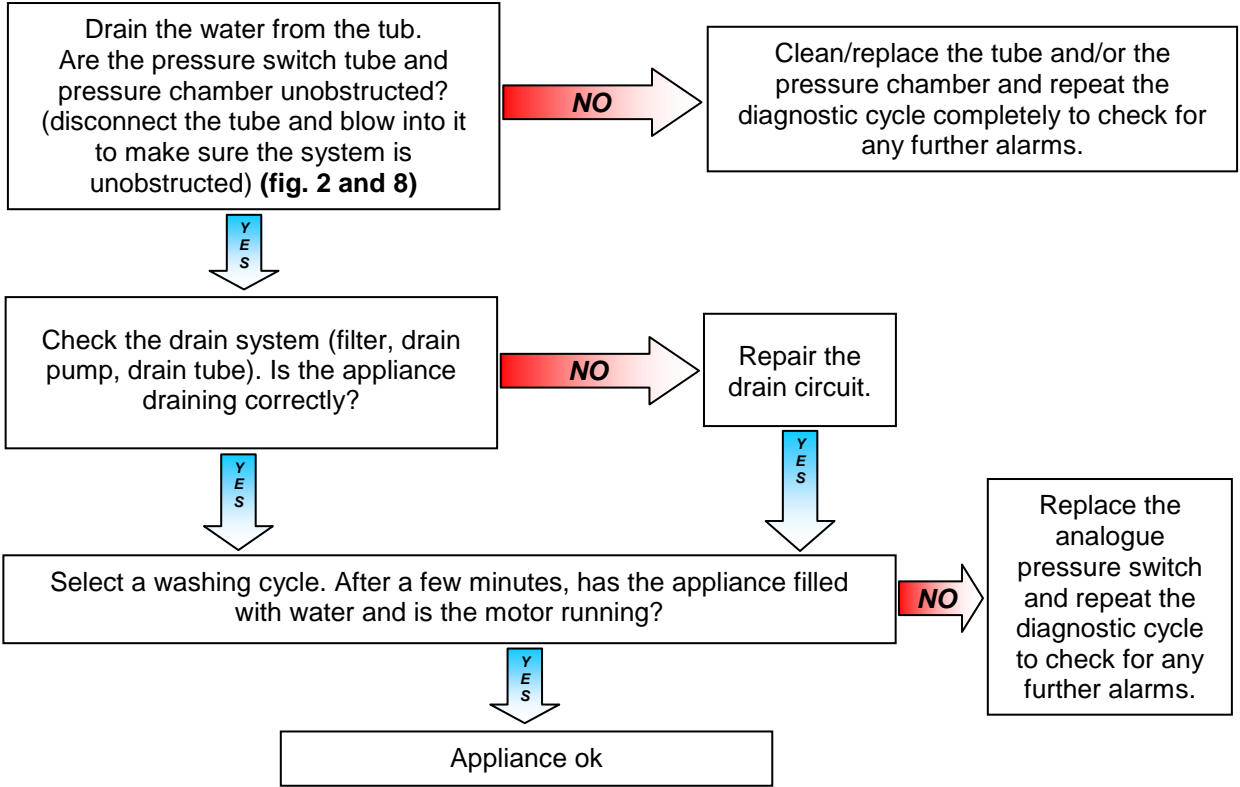 Drain the water from the tub.
Are the pressure switch tube and
pressure chamber unobstructed?
(disconnect the tube and blow into it
to make sure the system is
unobstructed) (fig. 2 and 8)
NO
Clean/replace the tube and/or the
pressure chamber and repeat the
diagnostic cycle completely to check for
any further alarms.
Y
E
S
Check the drain system (filter, drain
pump, drain tube). Is the appliance
draining correctly?
NO
Repair the
drain circuit.
Y
E
S
Y
E
S
Select a washing cycle. After a few minutes, has the appliance filled
with water and is the motor running?
NO
Replace the
analogue
pressure switch
and repeat the
diagnostic cycle
to check for any
further alarms.
Y
E
S
Appliance ok